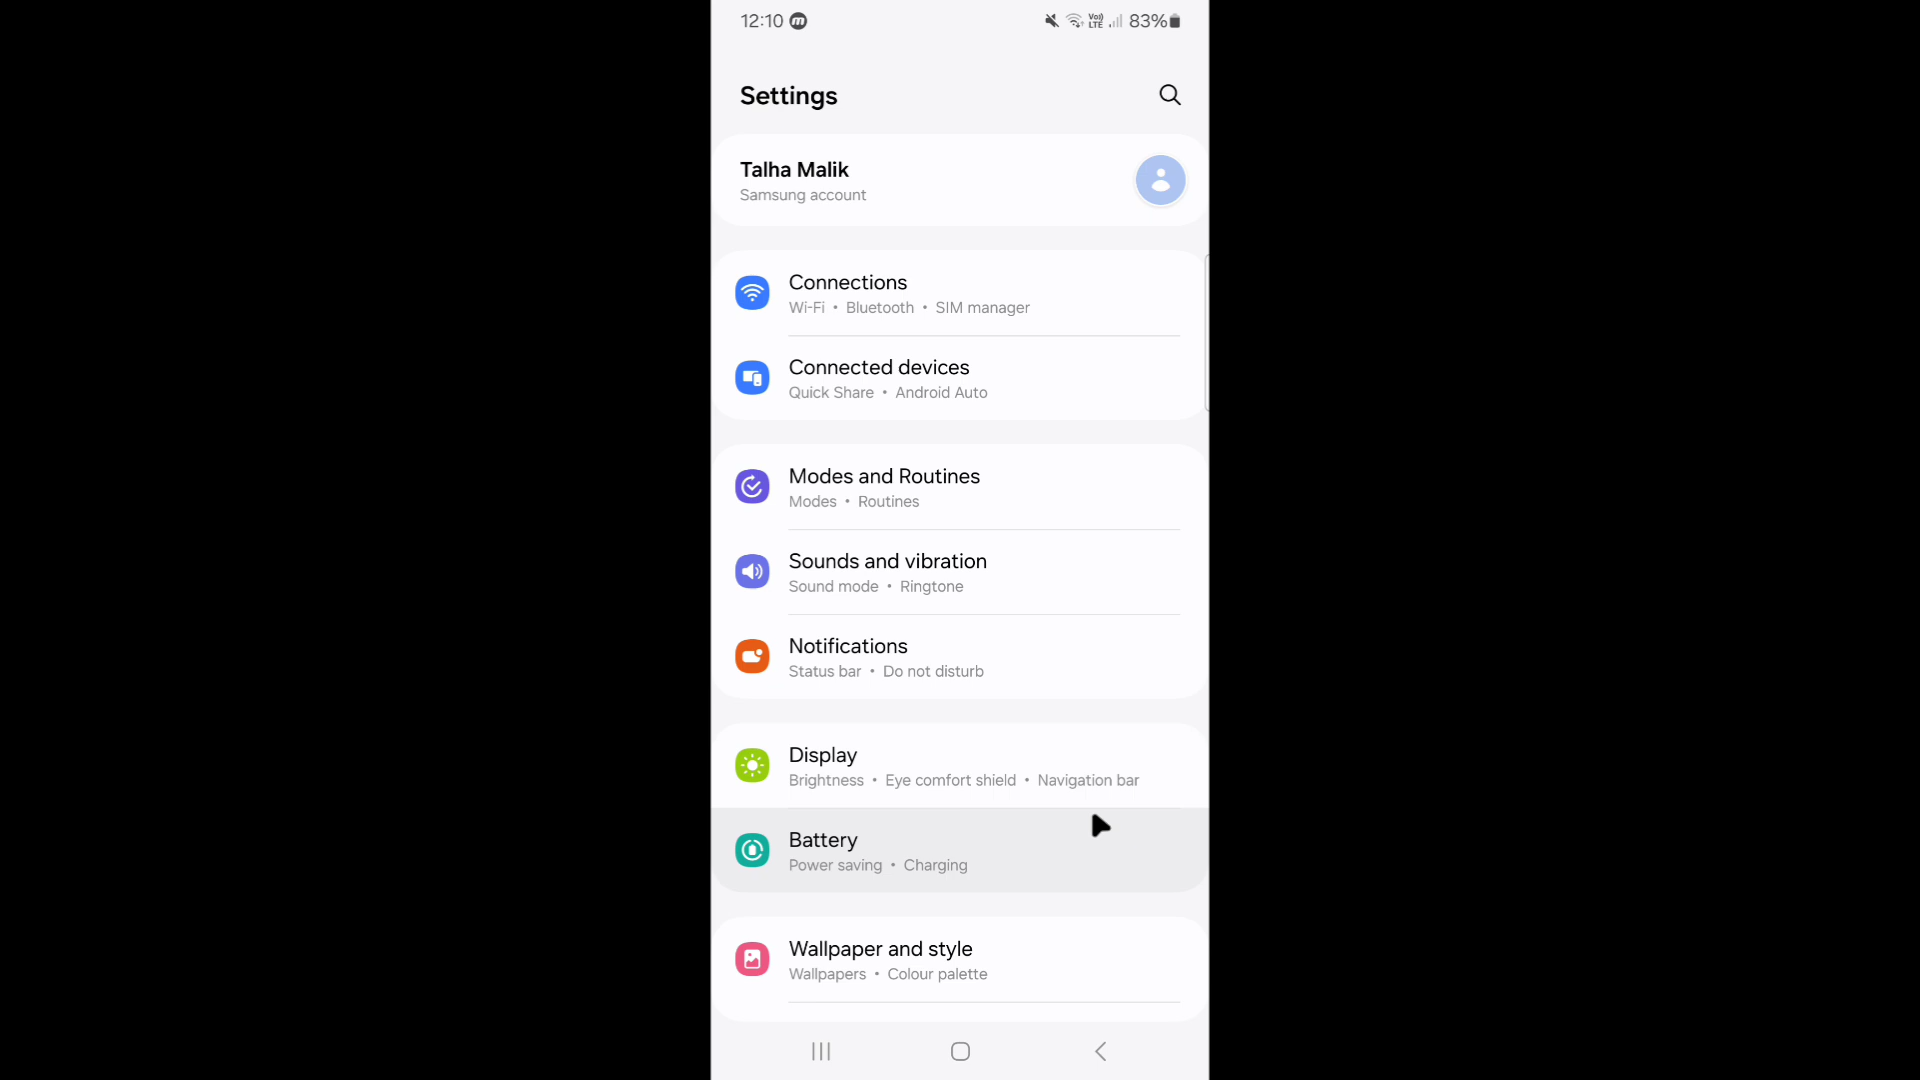 12:10 m Vo) LTE 83%
Settings
Talha Malik
Samsung account
Connections
Wi-Fi • Bluetooth • SIM manager
Connected devices
Quick Share • Android Auto
Modes and Routines
Modes • Routines
Sounds and vibration
Sound mode • Ringtone
Notifications
Status bar • Do not disturb
Display
Brightness • Eye comfort shield • Navigation bar
Battery
Power saving • Charging
Wallpaper and style
Wallpapers • Colour palette